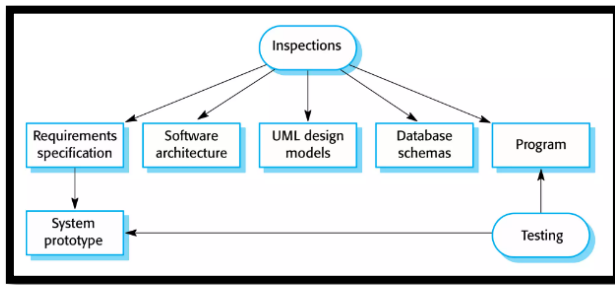 Inspections
Requirements
specification
Software
architecture
UML design
models
Database
schemas
Program
System
prototype
Testing